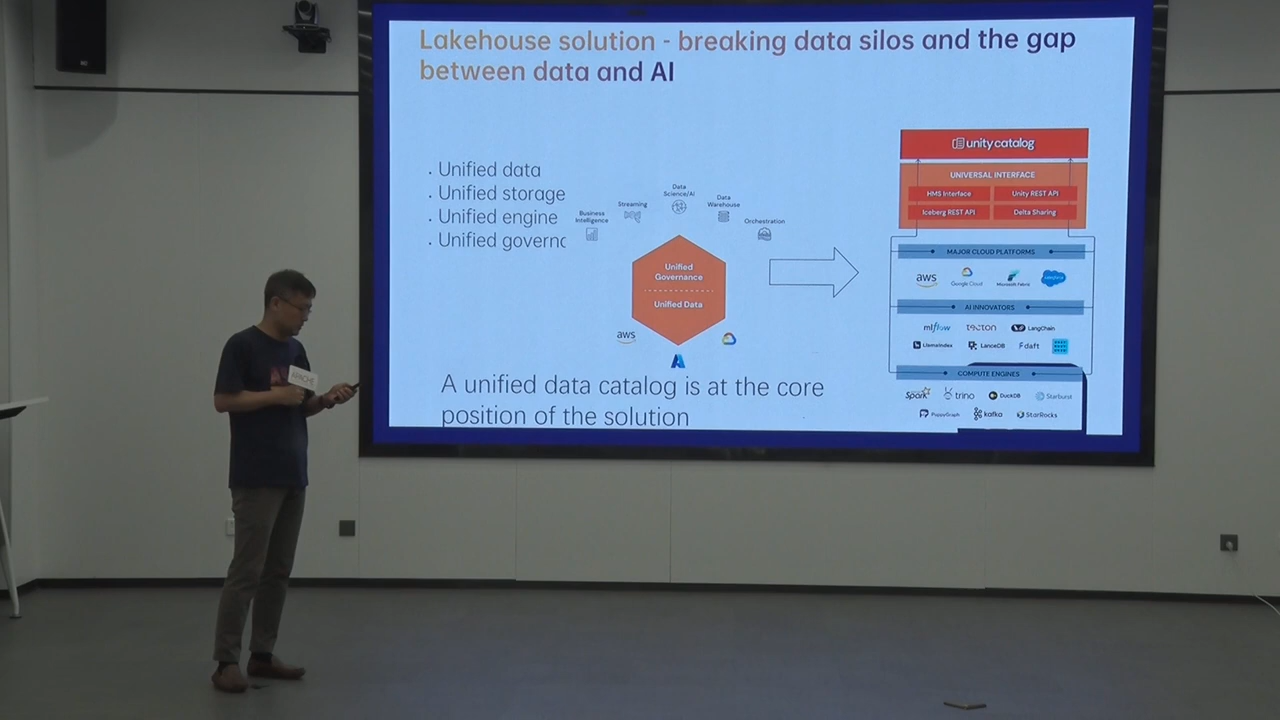 Lakehouse solution - breaking data silos and the gap
between data and AI
. Unified data
. Unified storage
. Unified engine
. Unified governc
Business
Intelligence
Streaming
Data
Science/AI
Data
Warehouse
Orchestration
Unified
Governance
Unified Data
aws
A unified data catalog is at the core
position of the solution
unity catalog
UNIVERSAL INTERFACE
HMS Interface
Unity REST API
Iceberg REST API
Delta Sharing
MAJOR CLOUD PLATFORMS
aws
Google Cloud
Microsoft Fabric
salesforce
AI INNOVATORS
mlflow
tecton
LangChain
LlamaIndex
LanceDB
daft
COMPUTE ENGINES
Spark
trino
DuckDB
Starburst
PuppyGraph
kafka
StarRocks
APACHE